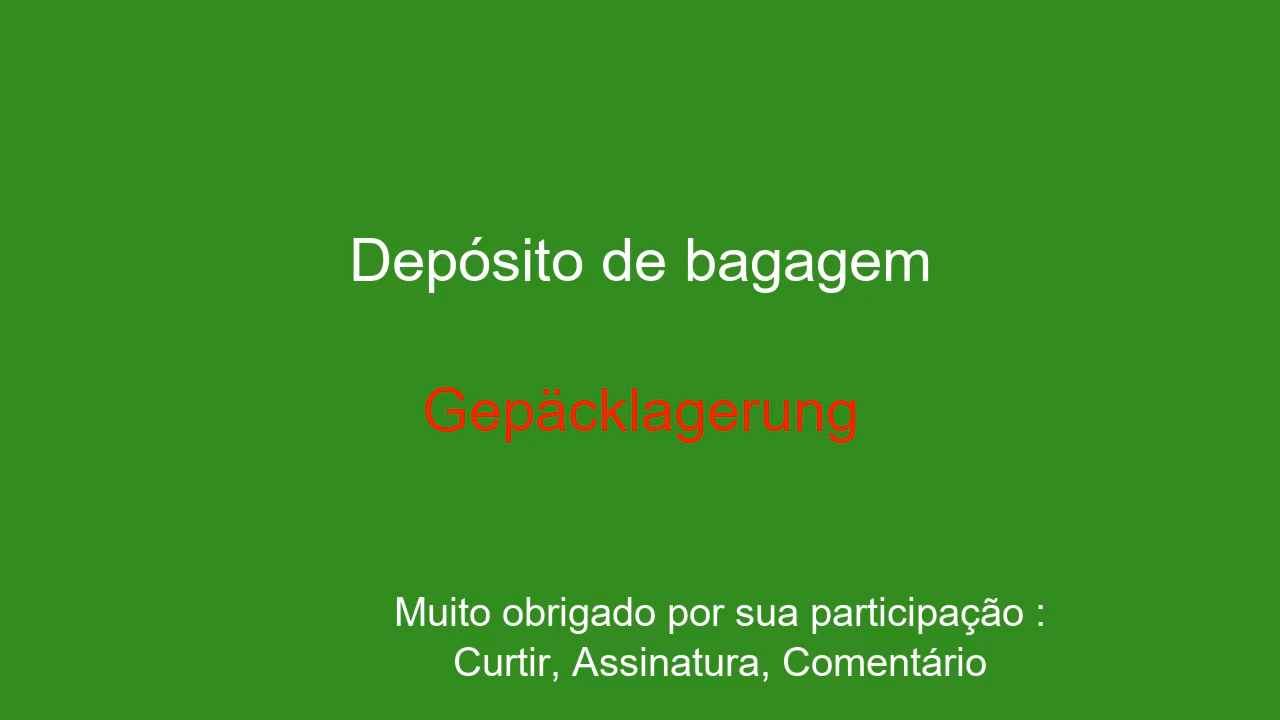 Depósito de bagagem
Gepäcklagerung
Muito obrigado por sua participação :
Curtir, Assinatura, Comentário